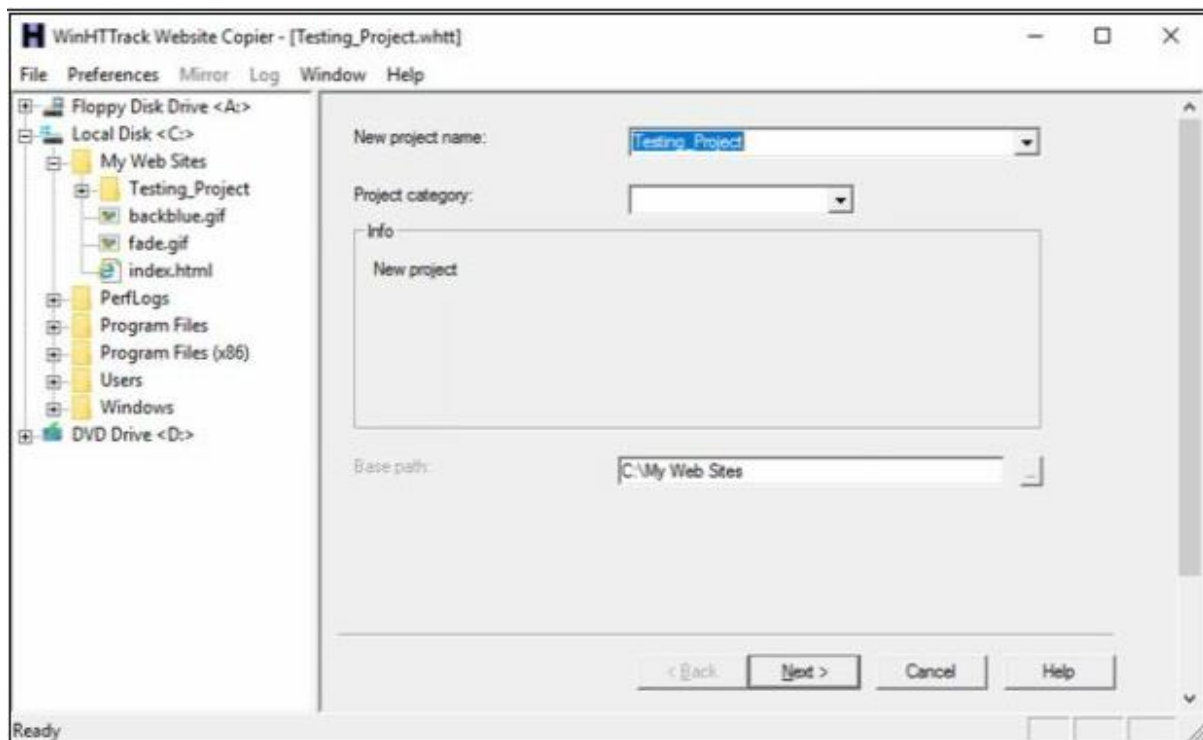 WinHTTrack Website Copier - [Testing_Project.whtt]
File Preferences Mirror Log Window Help
Floppy Disk Drive <A:>
Local Disk <C:>
My Web Sites
Testing_Project
backblue.gif
fade.gif
index.html
PerfLogs
Program Files
Program Files (x86)
Users
Windows
DVD Drive <D:>
New project name:
Testing_Project
Project category:
Info
New project
Base path:
C:\My Web Sites
...
< Back
Next >
Cancel
Help
Ready